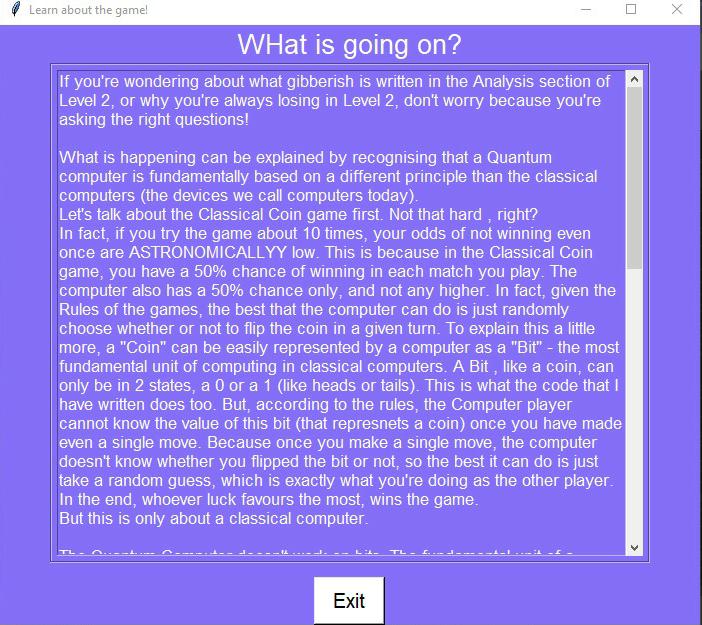 Learn about the game!
WHat is going on?
If you're wondering about what gibberish is written in the Analysis section of
Level 2, or why you're always losing in Level 2, don't worry because you're
asking the right questions!
What is happening can be explained by recognising that a Quantum
computer is fundamentally based on a different principle than the classical
computers (the devices we call computers today).
Let's talk about the Classical Coin game first. Not that hard , right?
In fact, if you try the game about 10 times, your odds of not winning even
once are ASTRONOMICALLYY low. This is because in the Classical Coin
game, you have a 50% chance of winning in each match you play. The
computer also has a 50% chance only, and not any higher. In fact, given the
Rules of the games, the best that the computer can do is just randomly
choose whether or not to flip the coin in a given turn. To explain this a little
more, a "Coin" can be easily represented by a computer as a "Bit" - the most
fundamental unit of computing in classical computers. A Bit , like a coin, can
only be in 2 states, a 0 or a 1 (like heads or tails). This is what the code that I
have written does too. But, according to the rules, the Computer player
cannot know the value of this bit (that represnets a coin) once you have made
even a single move. Because once you make a single move, the computer
doesn't know whether you flipped the bit or not, so the best it can do is just
take a random guess, which is exactly what you're doing as the other player.
In the end, whoever luck favours the most, wins the game.
But this is only about a classical computer.
The Quantum Computer doesn't work on bits. The fundamental unit of a
Exit